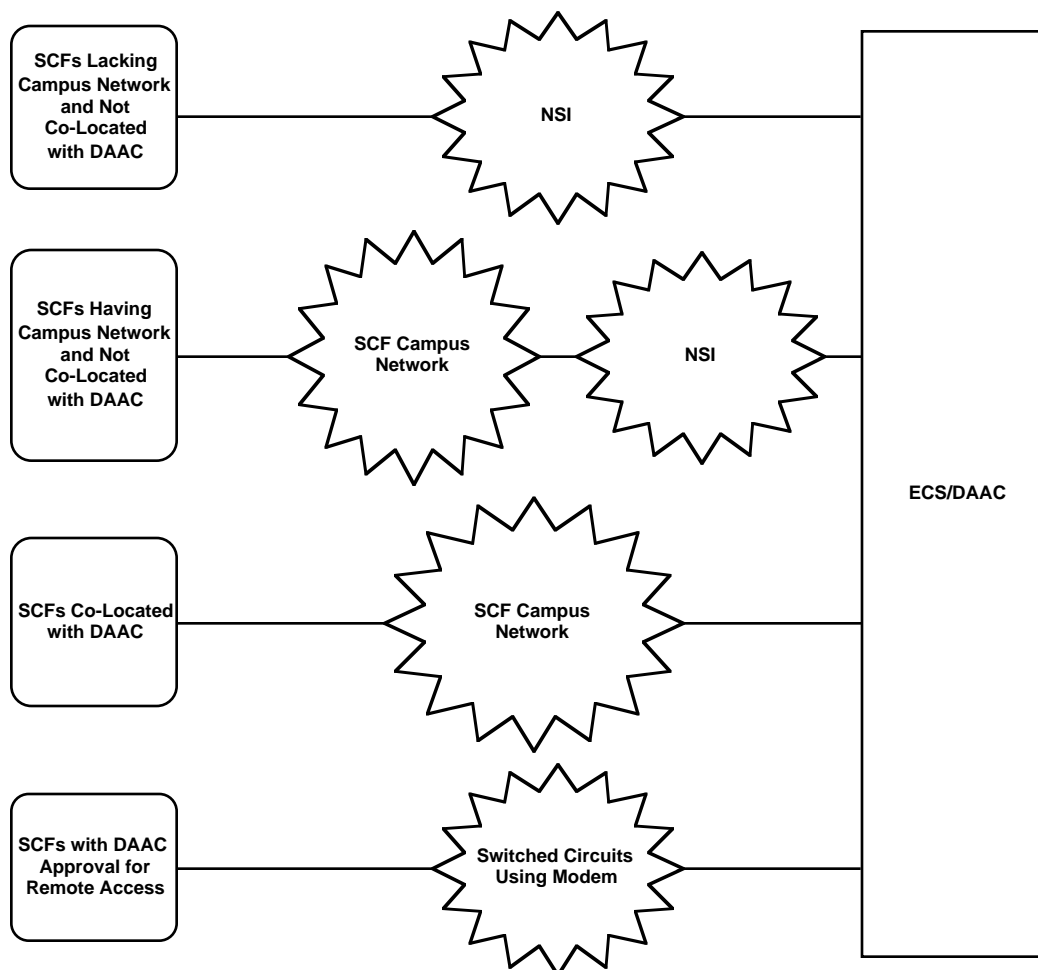 SCFs Lacking
Campus Network
and Not
Co-Located
with DAAC
NSI
SCFs Having
Campus Network
and Not
Co-Located
with DAAC
SCF Campus
Network
NSI
ECS/DAAC
SCFs Co-Located
with DAAC
SCF Campus
Network
SCFs with DAAC
Approval for
Remote Access
Switched Circuits
Using Modem